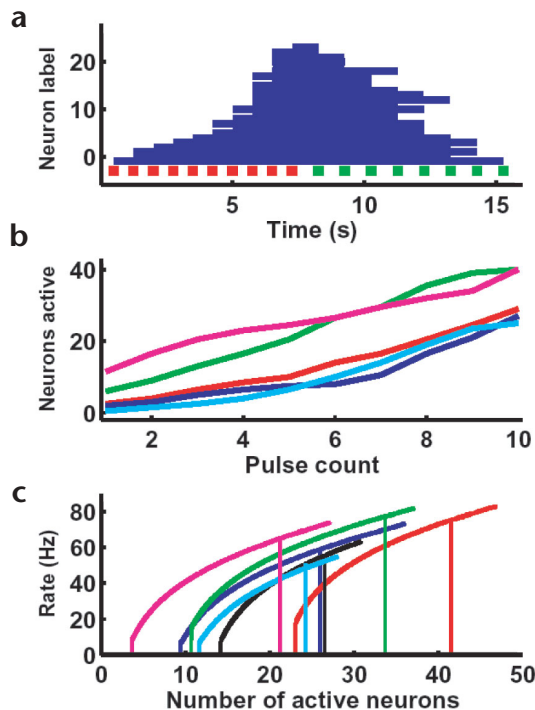 a
Neuron label
20
10
0
5
10
15
Time (s)
b
Neurons active
40
20
0
2
4
6
8
10
Pulse count
c
Rate (Hz)
80
60
40
20
0
0
10
20
30
40
50
Number of active neurons